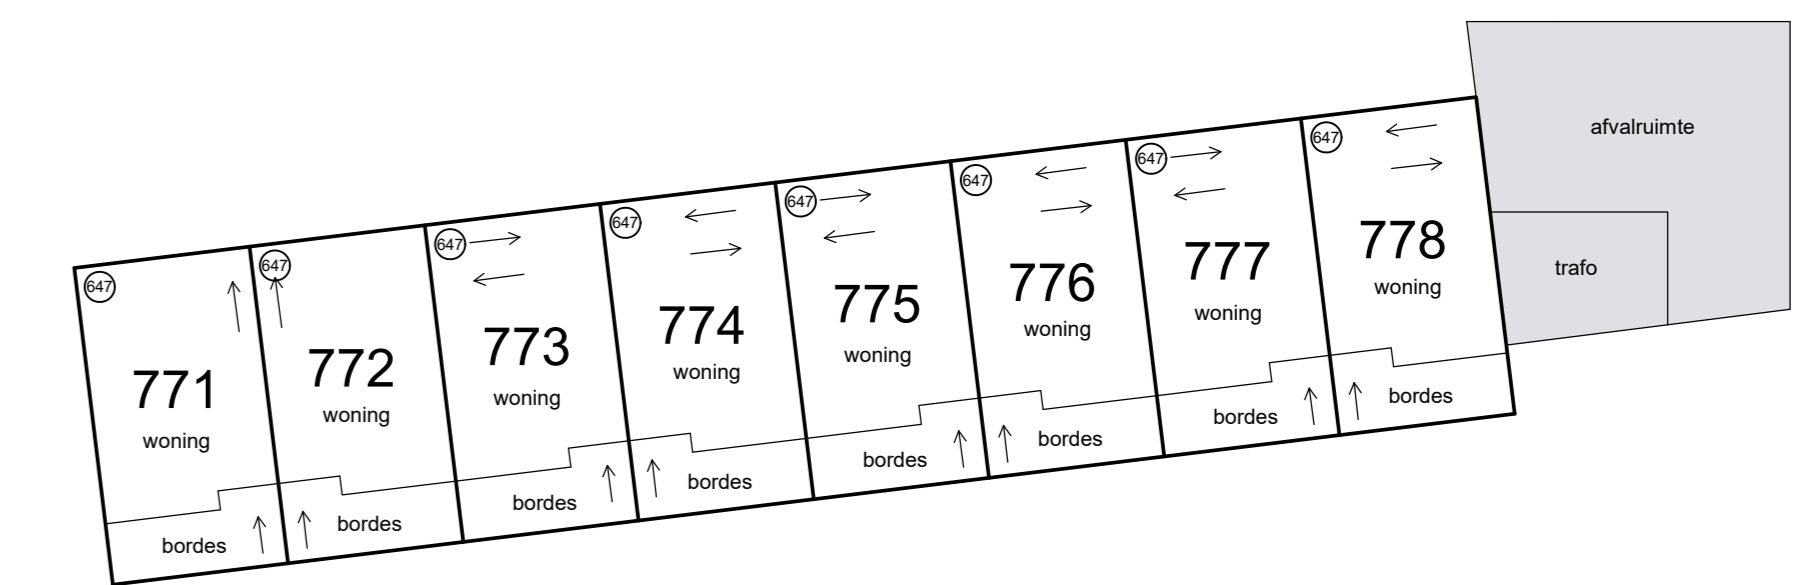 647
771
woning
bordes
647
772
woning
bordes
647
773
woning
bordes
647
774
woning
bordes
647
775
woning
bordes
647
776
woning
bordes
647
777
woning
bordes
647
778
woning
bordes
afvalruimte
trafo